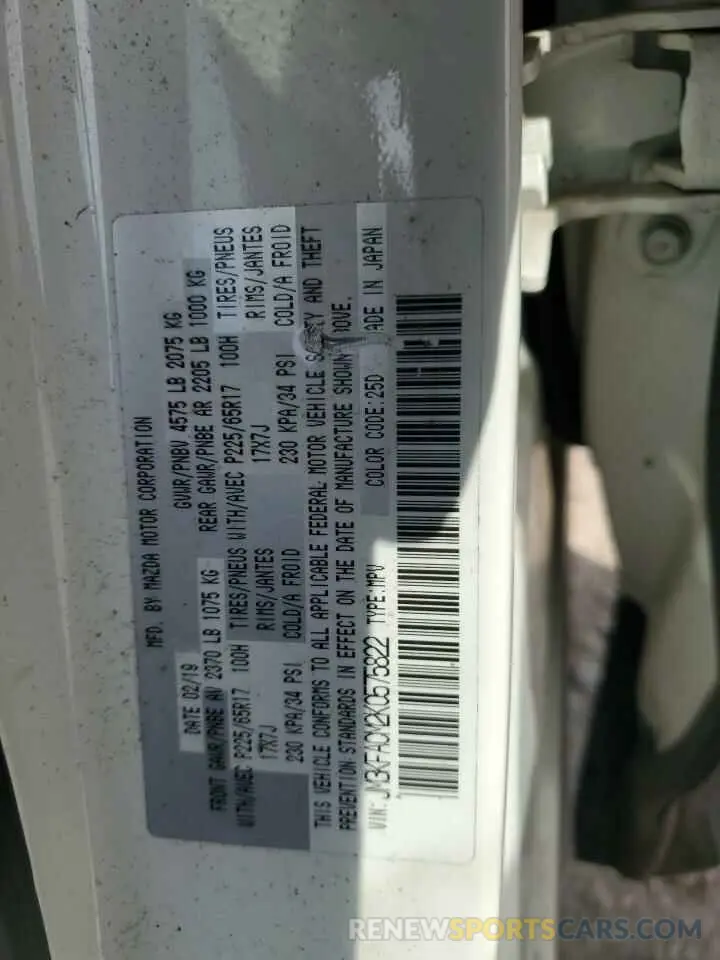 MFD. BY MAZDA MOTOR CORPORATION
DATE 02/19 GVWR/PNBV 4575 LB 2075 KG
FRONT GAWR/PNBE AV 2370 LB 1075 KG REAR GAWR/PNBE AR 2205 LB 1000 KG
WITH/AVEC P225/65R17 100H TIRES/PNEUS WITH/AVEC P225/65R17 100H TIRES/PNEUS
17X7J RIMS/JANTES 17X7J RIMS/JANTES
230 KPA/34 PSI COLD/A FROID 230 KPA/34 PSI COLD/A FROID
THIS VEHICLE CONFORMS TO ALL APPLICABLE FEDERAL MOTOR VEHICLE AND THEFT
PREVENTION STANDARDS IN EFFECT ON THE DATE OF MANUFACTURE SHOWN
VIN: JM3KFACM2K0575822 TYPE:MPV COLOR CODE:25D MADE IN JAPAN
RENEWSPORTSCARS.COM